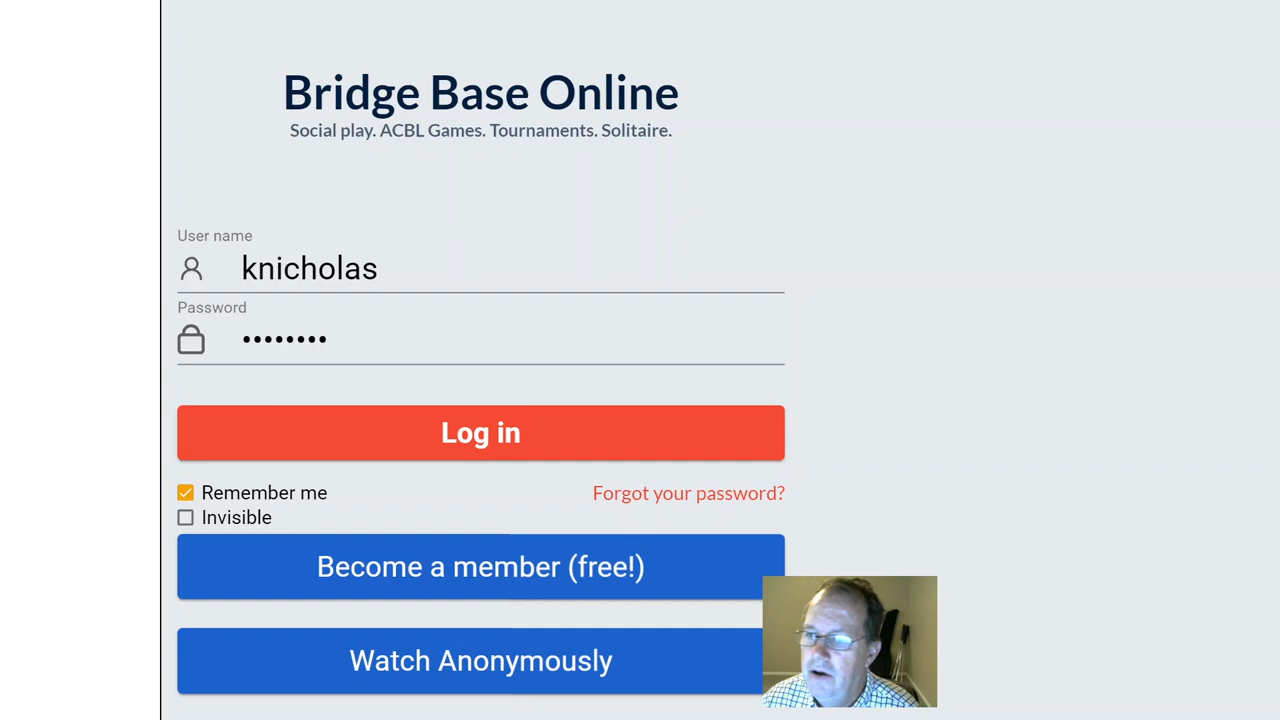 Bridge Base Online
Social play. ACBL Games. Tournaments. Solitaire.
User name
knicholas
Password
••••••••
Log in
Remember me
Forgot your password?
Invisible
Become a member (free!)
Watch Anonymously